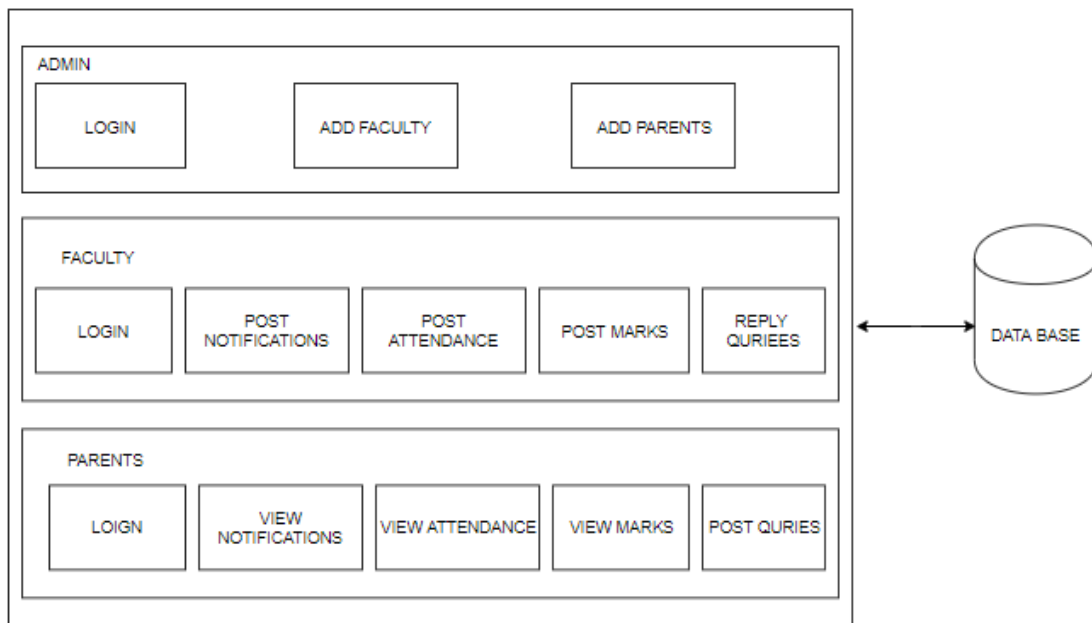 ADMIN
LOGIN
ADD FACULTY
ADD PARENTS
FACULTY
LOGIN
POST
NOTIFICATIONS
POST
ATTENDANCE
POST MARKS
REPLY
QURIEES
DATA BASE
PARENTS
LOIGN
VIEW
NOTIFICATIONS
VIEW ATTENDANCE
VIEW MARKS
POST QURIES